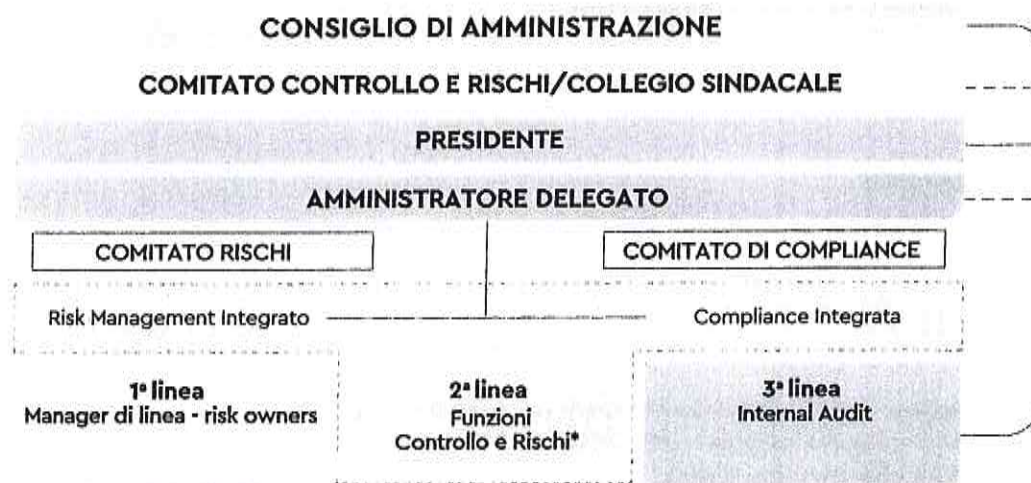 CONSIGLIO DI AMMINISTRAZIONE
COMITATO CONTROLLO E RISCHI/COLLEGIO SINDACALE
PRESIDENTE
AMMINISTRATORE DELEGATO
COMITATO RISCHI
COMITATO DI COMPLIANCE
Risk Management Integrato
Compliance Integrata
1ª linea
Manager di linea - risk owners
2ª linea
Funzioni
Controllo e Rischi*
3ª linea
Internal Audit